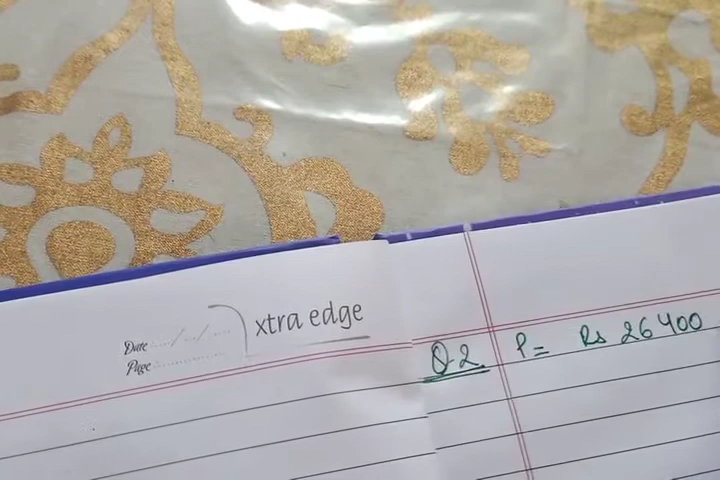 xtra edge
Date ..../..../....
Page ..............
Q2 P = Rs 26400